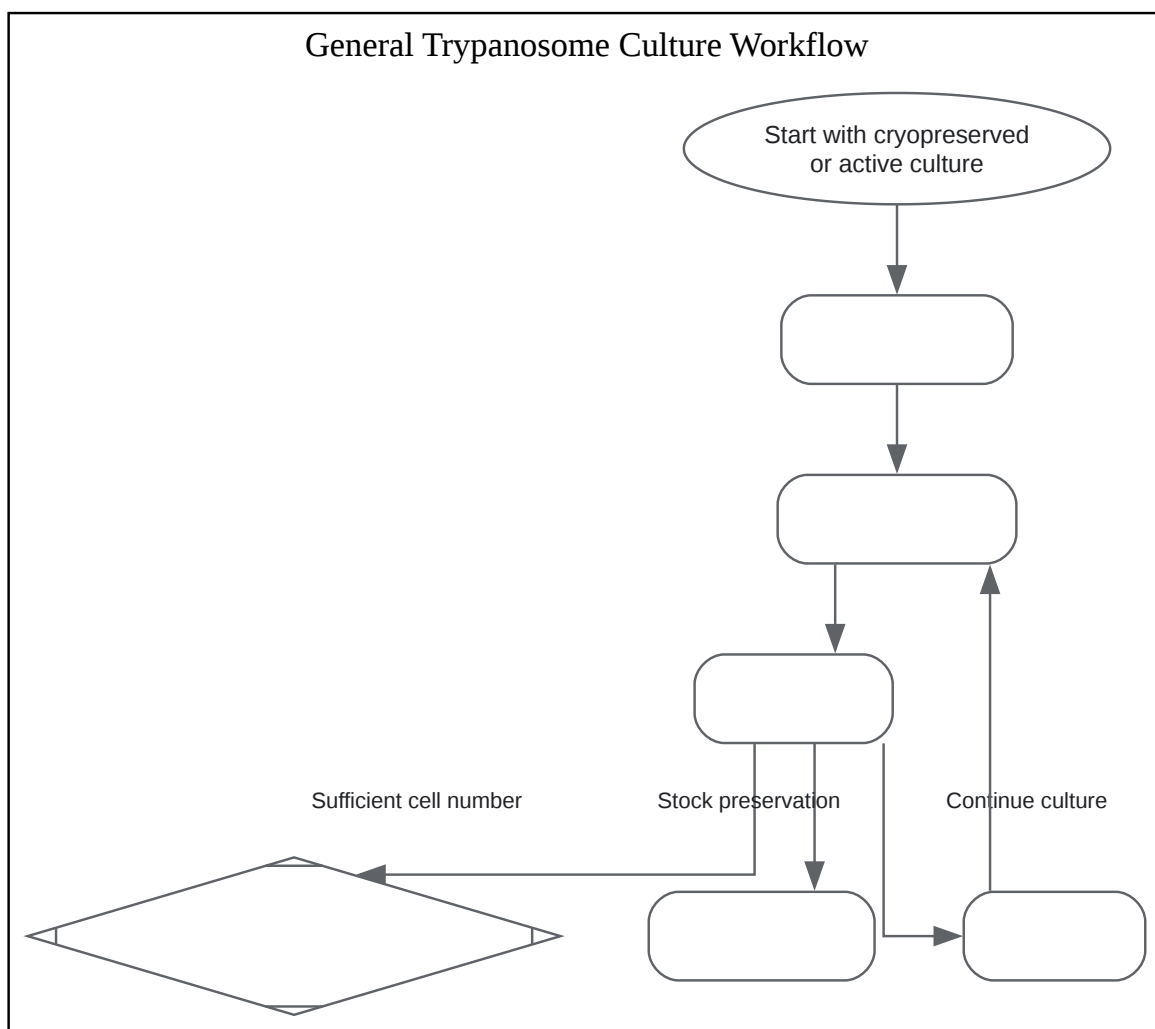 General Trypanosome Culture Workflow
Start with cryopreserved
or active culture
Sufficient cell number
Stock preservation
Continue culture